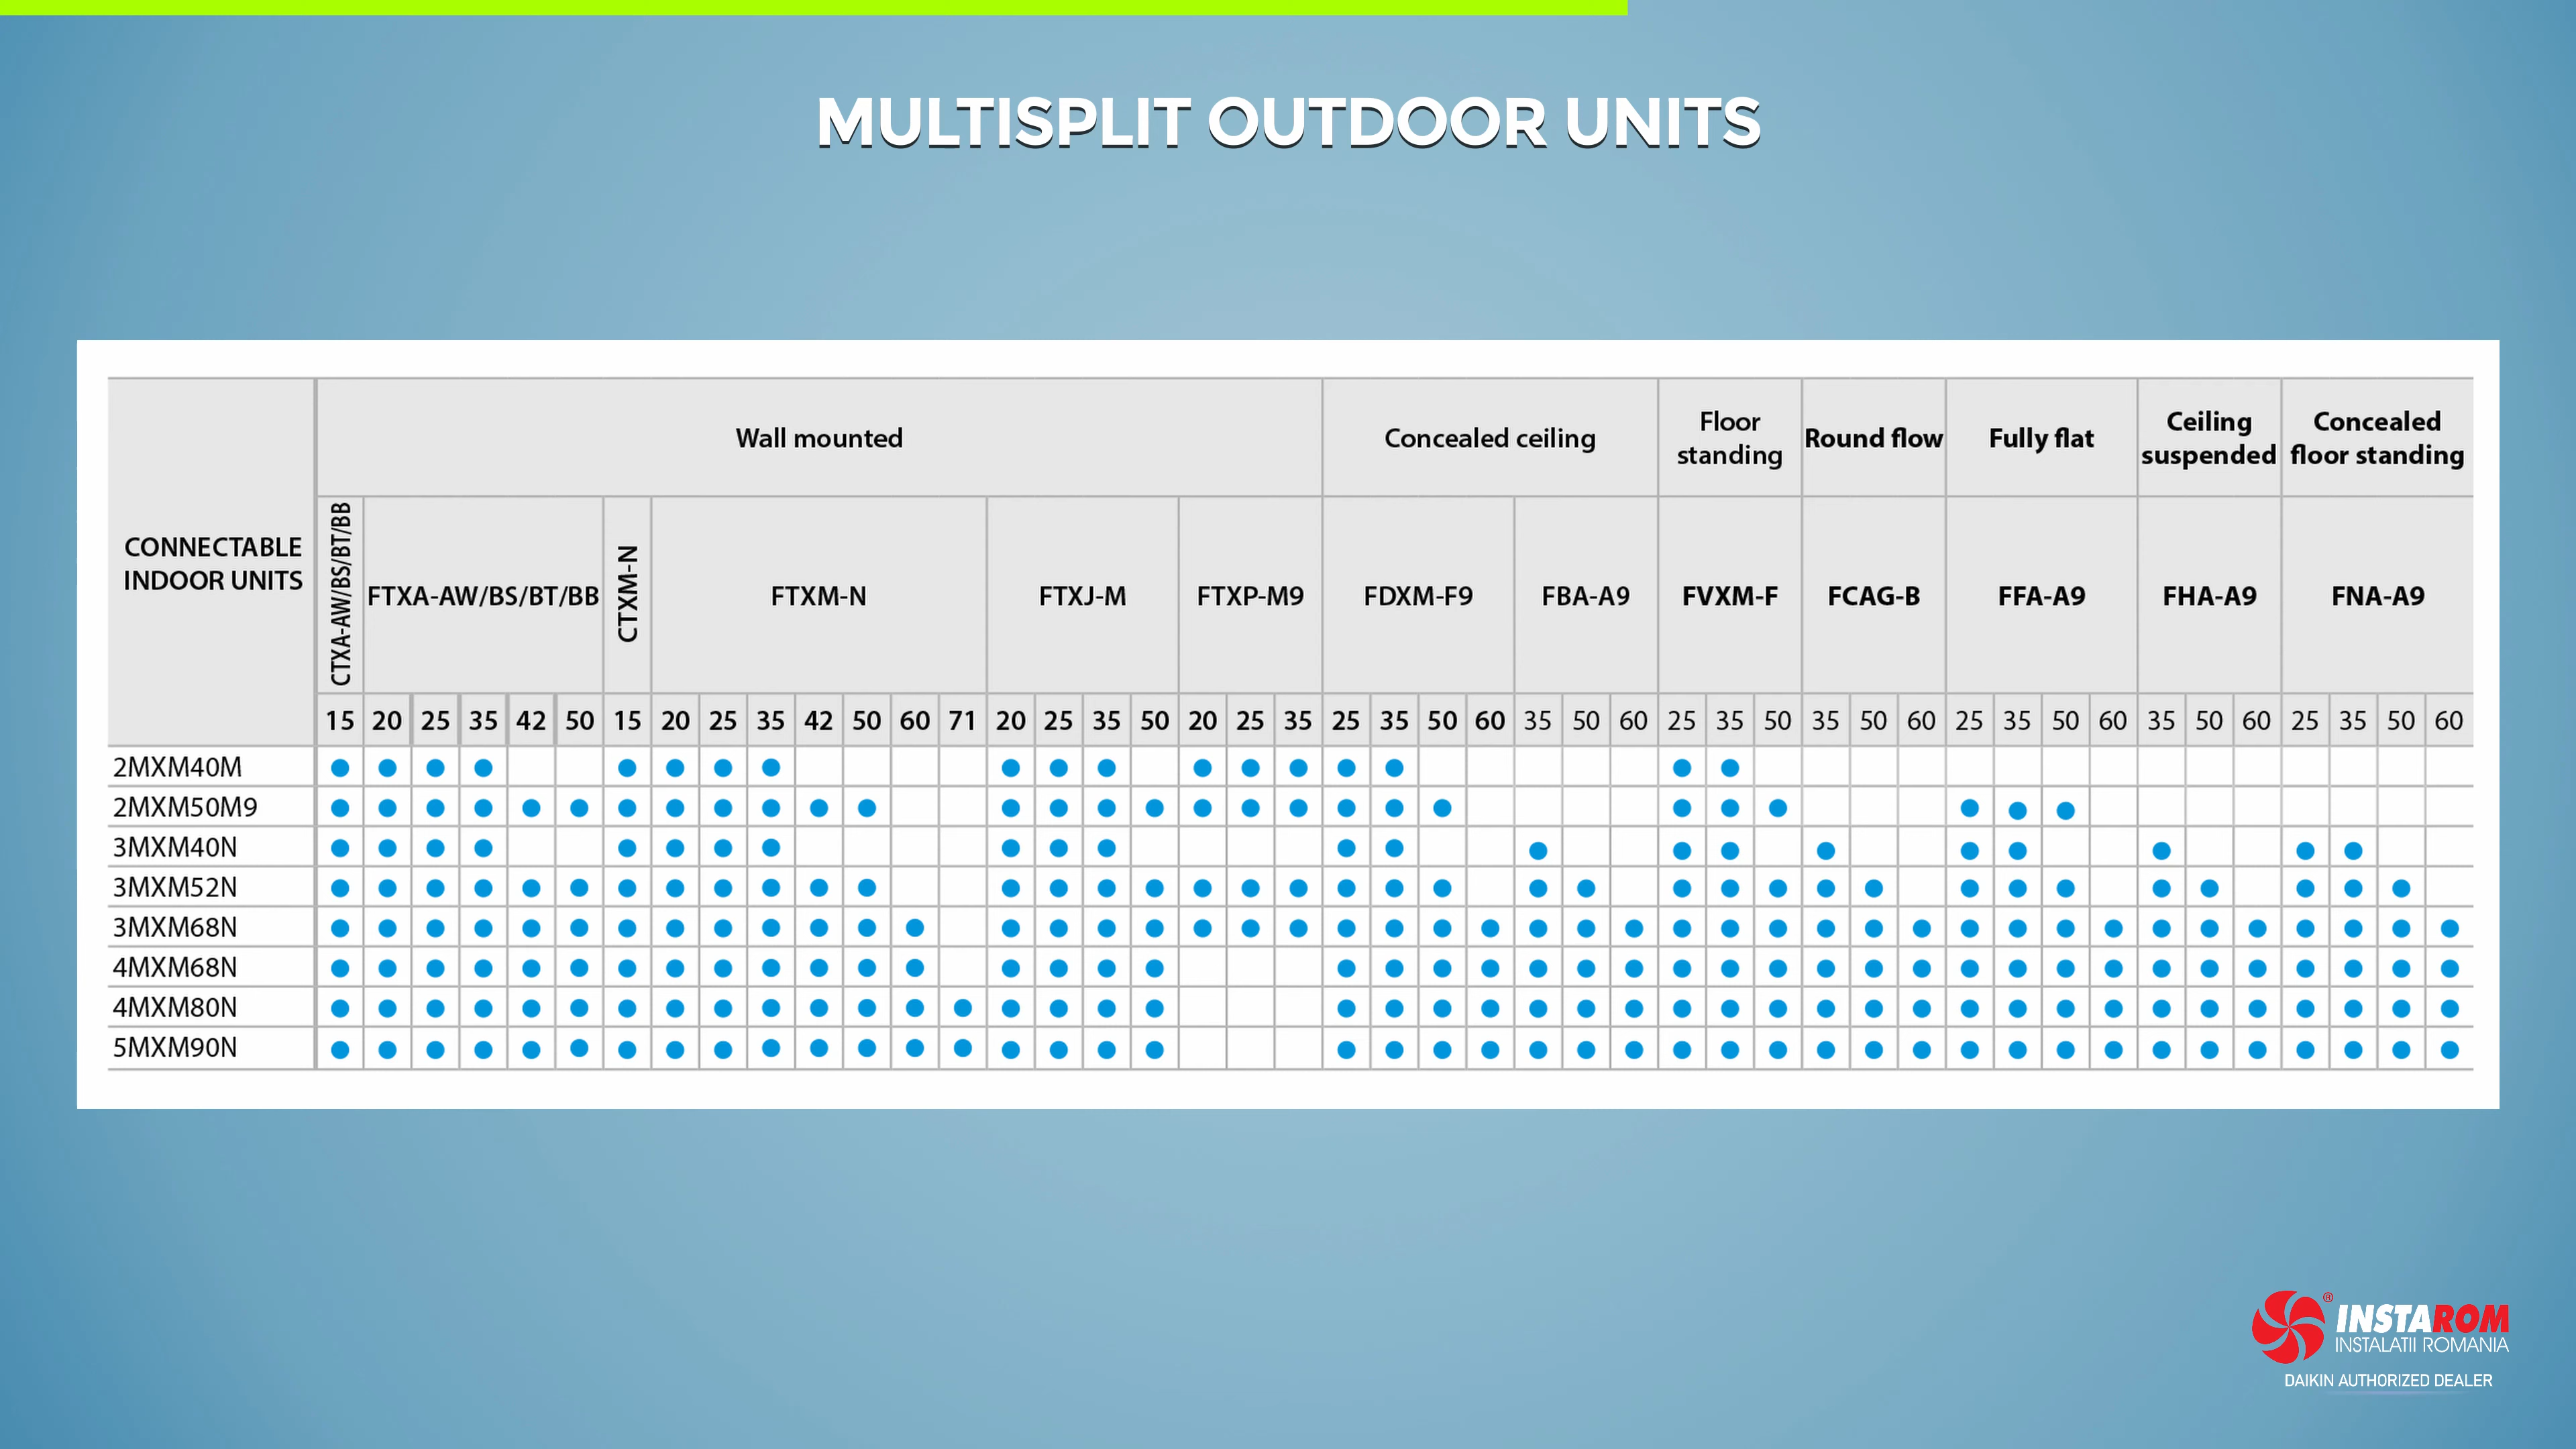 MULTISPLIT OUTDOOR UNITS
CONNECTABLE
INDOOR UNITS
Wall mounted
Concealed ceiling
Floor
standing
Round flow
Fully flat
Ceiling
suspended
Concealed
floor standing
CTXA-AW/BS/BT/BB
FTXA-AW/BS/BT/BB
CTXM-N
FTXM-N
FTXJ-M
FTXP-M9
FDXM-F9
FBA-A9
FVXM-F
FCAG-B
FFA-A9
FHA-A9
FNA-A9
15 20 25 35 42 50 15 20 25 35 42 50 60 71 20 25 35 50 20 25 35 25 35 50 60 35 50 60 25 35 50 35 50 60 25 35 50 60 35 50 60 25 35 50 60
2MXM40M
2MXM50M9
3MXM40N
3MXM52N
3MXM68N
4MXM68N
4MXM80N
5MXM90N
® INSTAROM
INSTALATII ROMANIA
DAIKIN AUTHORIZED DEALER